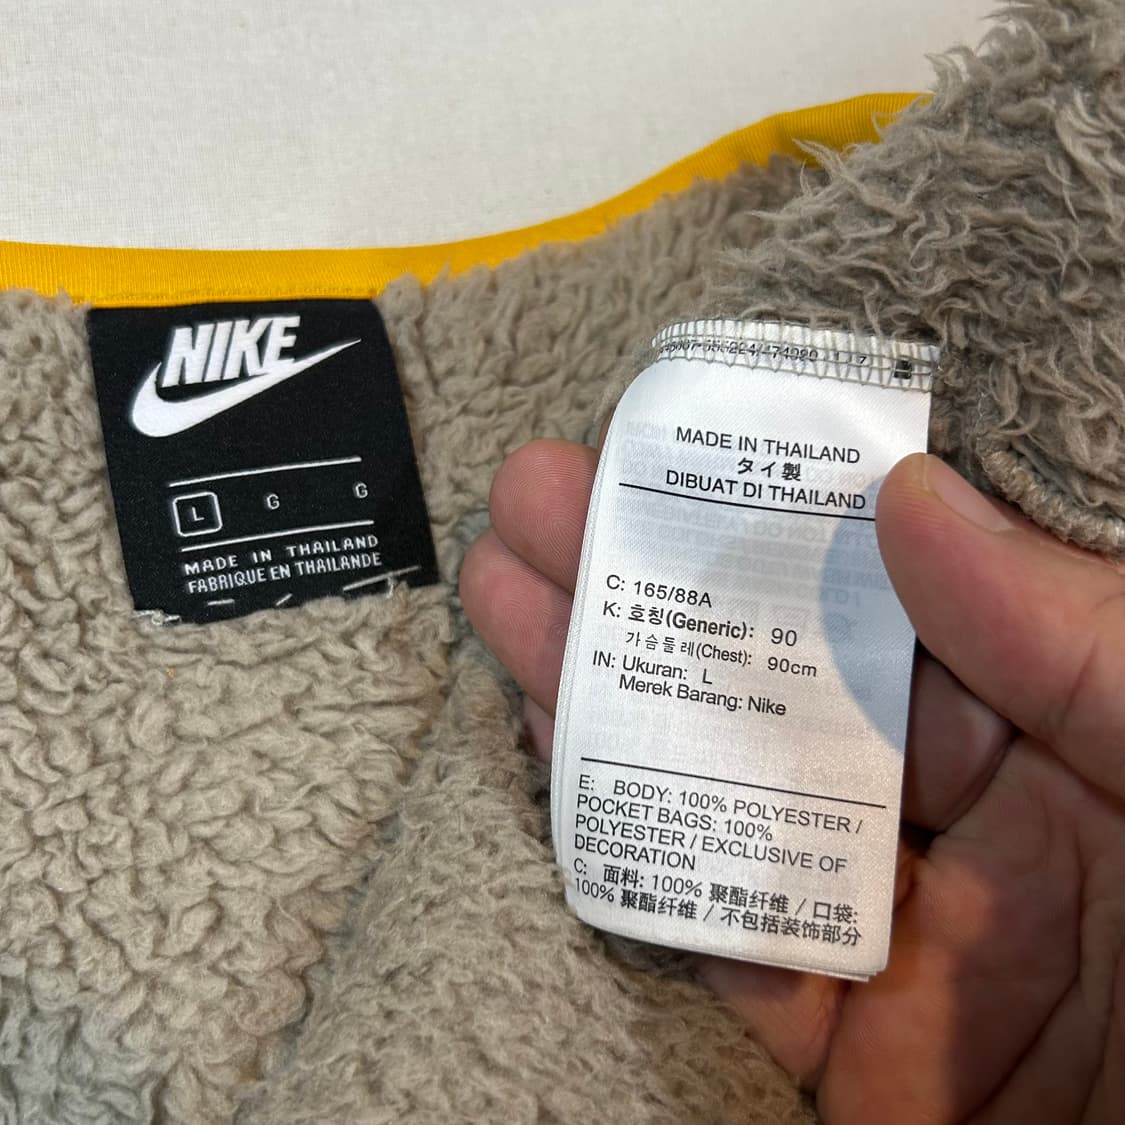 NIKE
L G G
MADE IN THAILAND
FABRIQUE EN THAILANDE
MADE IN THAILAND
タイ製
DIBUAT DI THAILAND
C: 165/88A
K: 호칭(Generic): 90
가슴둘레(Chest): 90cm
IN: Ukuran: L
Merek Barang: Nike
E: BODY: 100% POLYESTER /
POCKET BAGS: 100%
POLYESTER / EXCLUSIVE OF
DECORATION
C: 面料: 100% 聚酯纤维 / 口袋:
100% 聚酯纤维 / 不包括装饰部分